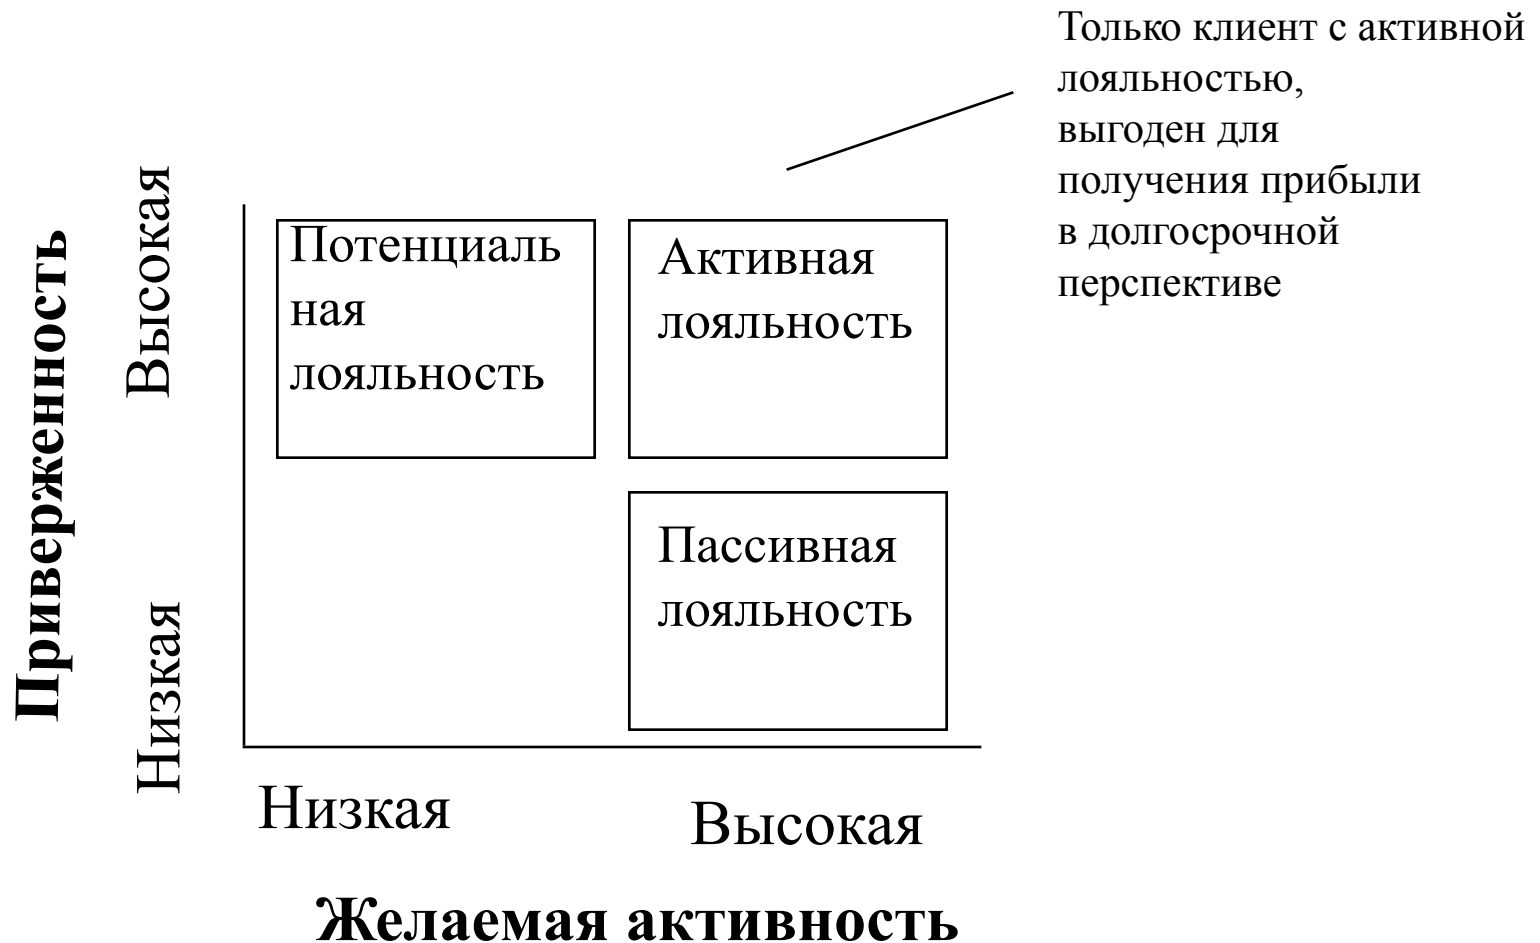 Только клиент с активной
лояльностью,
выгоден для
получения прибыли
в долгосрочной
перспективе
Приверженность
Высокая
Низкая
Потенциаль
ная
лояльность
Активная
лояльность
Пассивная
лояльность
Низкая
Высокая
Желаемая активность